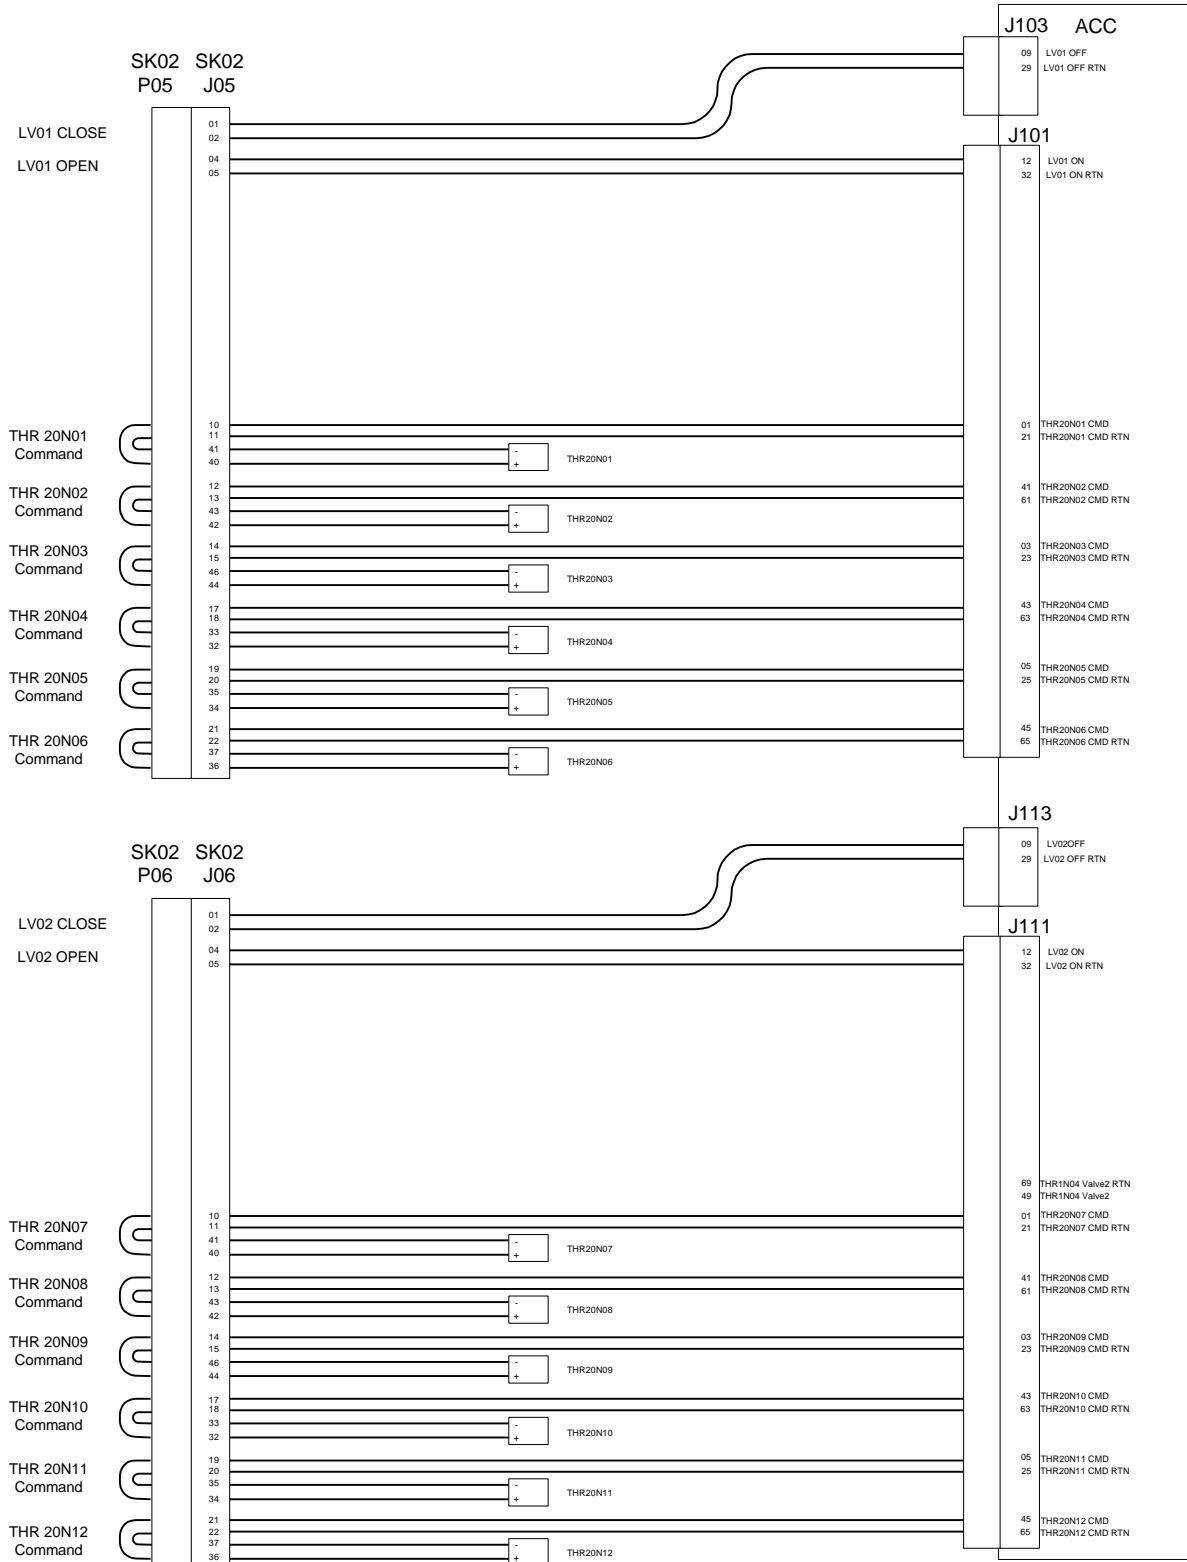 J103 ACC
SK02 SK02
P05 J05
09 LV01 OFF
29 LV01 OFF RTN
LV01 CLOSE
01
02
J101
LV01 OPEN
04
05
12 LV01 ON
32 LV01 ON RTN
THR 20N01
Command
10
11
41
40
-
+
THR20N01
01 THR20N01 CMD
21 THR20N01 CMD RTN
THR 20N02
Command
12
13
43
42
-
+
THR20N02
41 THR20N02 CMD
61 THR20N02 CMD RTN
THR 20N03
Command
14
15
46
44
-
+
THR20N03
03 THR20N03 CMD
23 THR20N03 CMD RTN
THR 20N04
Command
17
18
33
32
-
+
THR20N04
43 THR20N04 CMD
63 THR20N04 CMD RTN
THR 20N05
Command
19
20
35
34
-
+
THR20N05
05 THR20N05 CMD
25 THR20N05 CMD RTN
THR 20N06
Command
21
22
37
36
-
+
THR20N06
45 THR20N06 CMD
65 THR20N06 CMD RTN
J113
SK02 SK02
P06 J06
09 LV02OFF
29 LV02 OFF RTN
LV02 CLOSE
01
02
J111
LV02 OPEN
04
05
12 LV02 ON
32 LV02 ON RTN
69 THR1N04 Valve2 RTN
49 THR1N04 Valve2
THR 20N07
Command
10
11
41
40
-
+
THR20N07
01 THR20N07 CMD
21 THR20N07 CMD RTN
THR 20N08
Command
12
13
43
42
-
+
THR20N08
41 THR20N08 CMD
61 THR20N08 CMD RTN
THR 20N09
Command
14
15
46
44
-
+
THR20N09
03 THR20N09 CMD
23 THR20N09 CMD RTN
THR 20N10
Command
17
18
33
32
-
+
THR20N10
43 THR20N10 CMD
63 THR20N10 CMD RTN
THR 20N11
Command
19
20
35
34
-
+
THR20N11
05 THR20N11 CMD
25 THR20N11 CMD RTN
THR 20N12
Command
21
22
37
36
-
+
THR20N12
45 THR20N12 CMD
65 THR20N12 CMD RTN